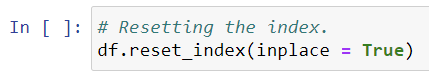 In [ ]: # Resetting the index.
df.reset_index(inplace = True)